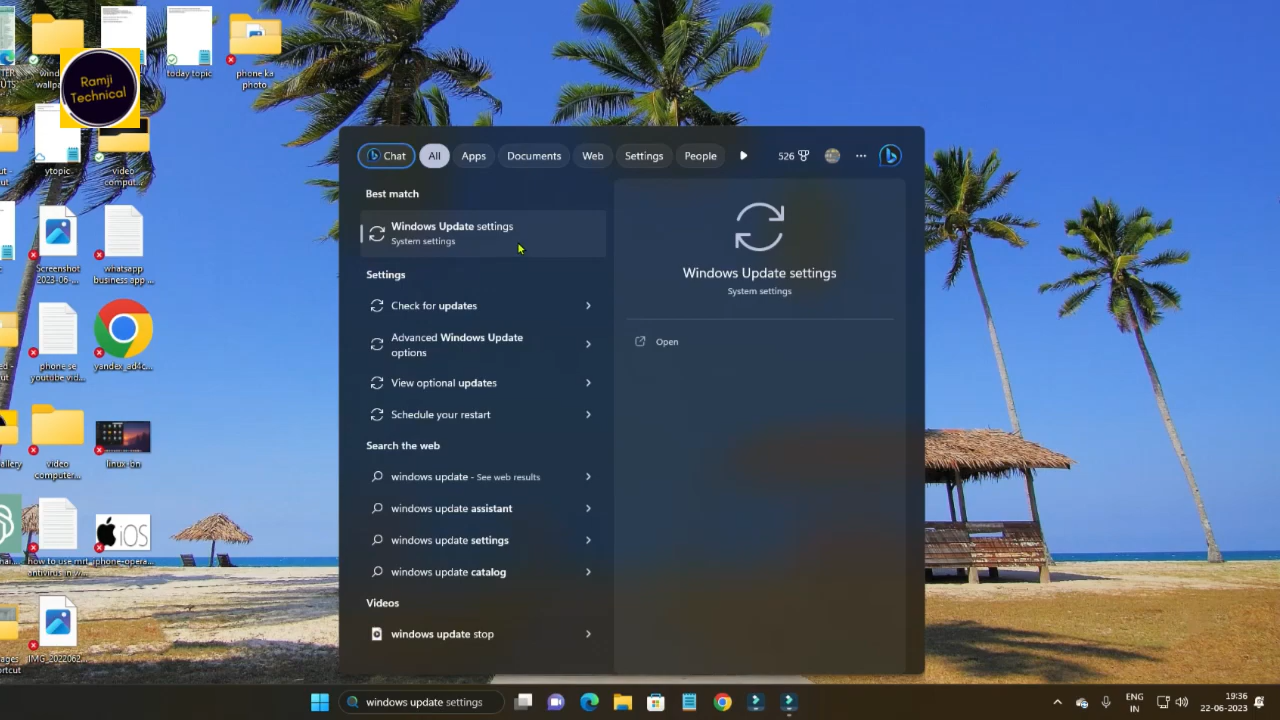 today topic
phone ka
photo
Ramji
Technical
ytopic
video
comput...
Screenshot
2023-06-...
whatsapp
business app ...
phone se
youtube vid...
yandex_ad4c...
video
computer...
linux-bn
iOS
how to use mrt
antivirus in w...
iphone-opera...
IMG_2022062...
Chat
All
Apps
Documents
Web
Settings
People
526
Best match
Windows Update settings
System settings
Settings
Check for updates
Advanced Windows Update
options
View optional updates
Schedule your restart
Search the web
windows update - See web results
windows update assistant
windows update settings
windows update catalog
Videos
windows update stop
Windows Update settings
System settings
Open
windows update settings
ENG
IN
19:36
22-06-2023